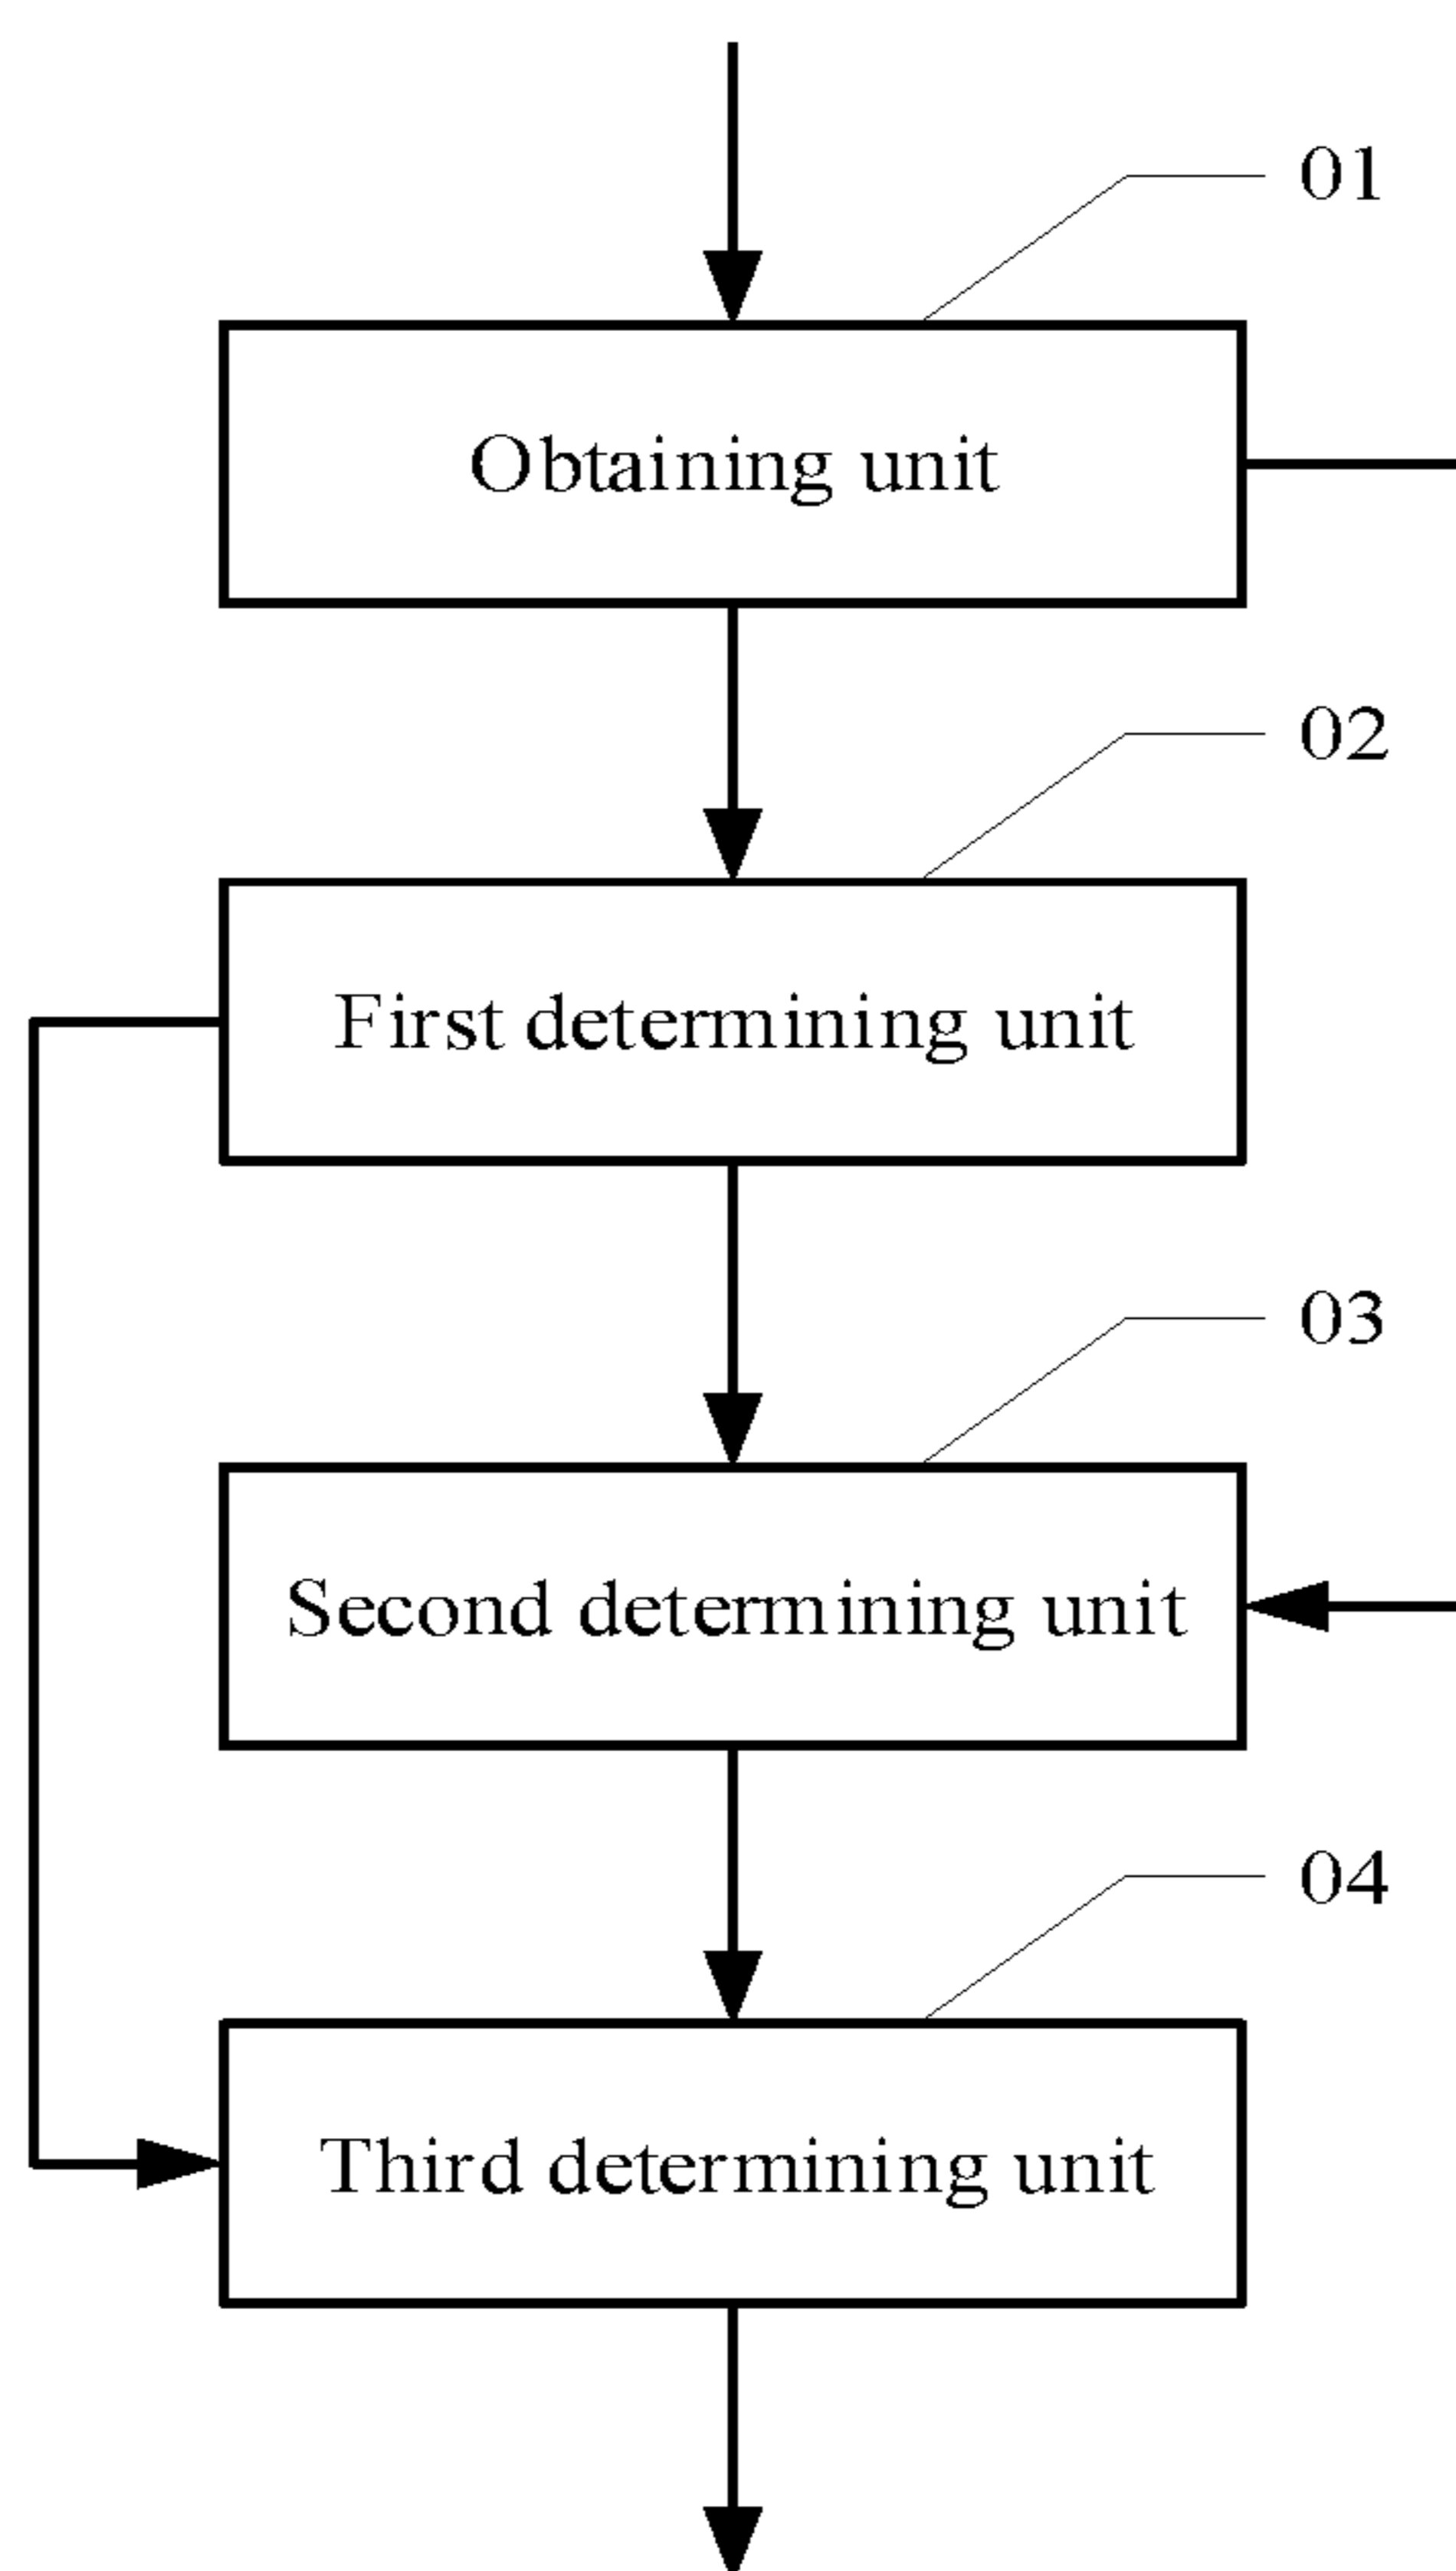 01
Obtaining unit
02
First determining unit
03
Second determining unit
04
Third determining unit